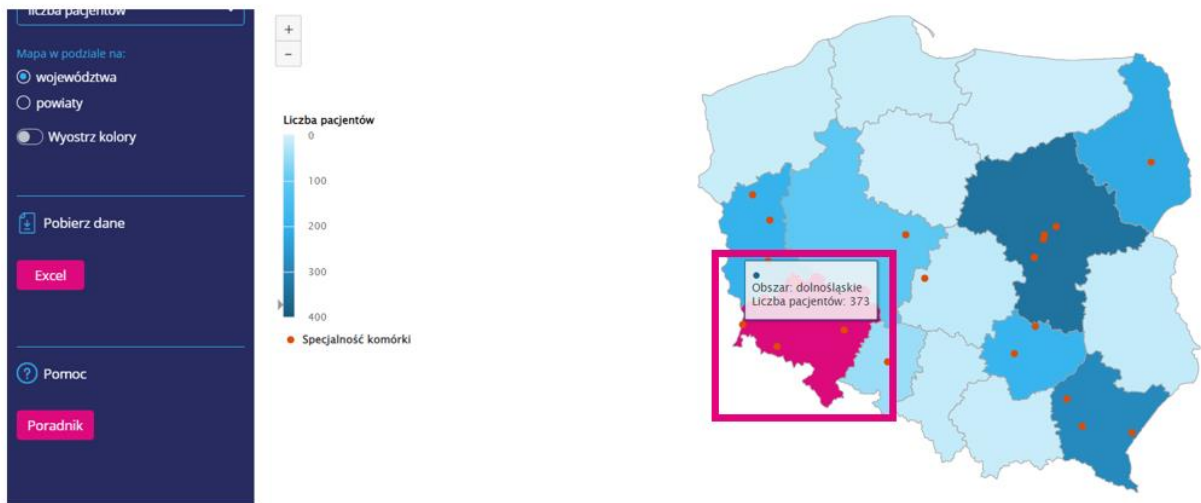 liczba pacjentów
Mapa w podziale na:
województwa
powiaty
Wyostrz kolory
Pobierz dane
Excel
Pomoc
Poradnik
+
−
Liczba pacjentów
0
100
200
300
400
Specjalność komórki
Obszar: dolnośląskie
Liczba pacjentów: 373